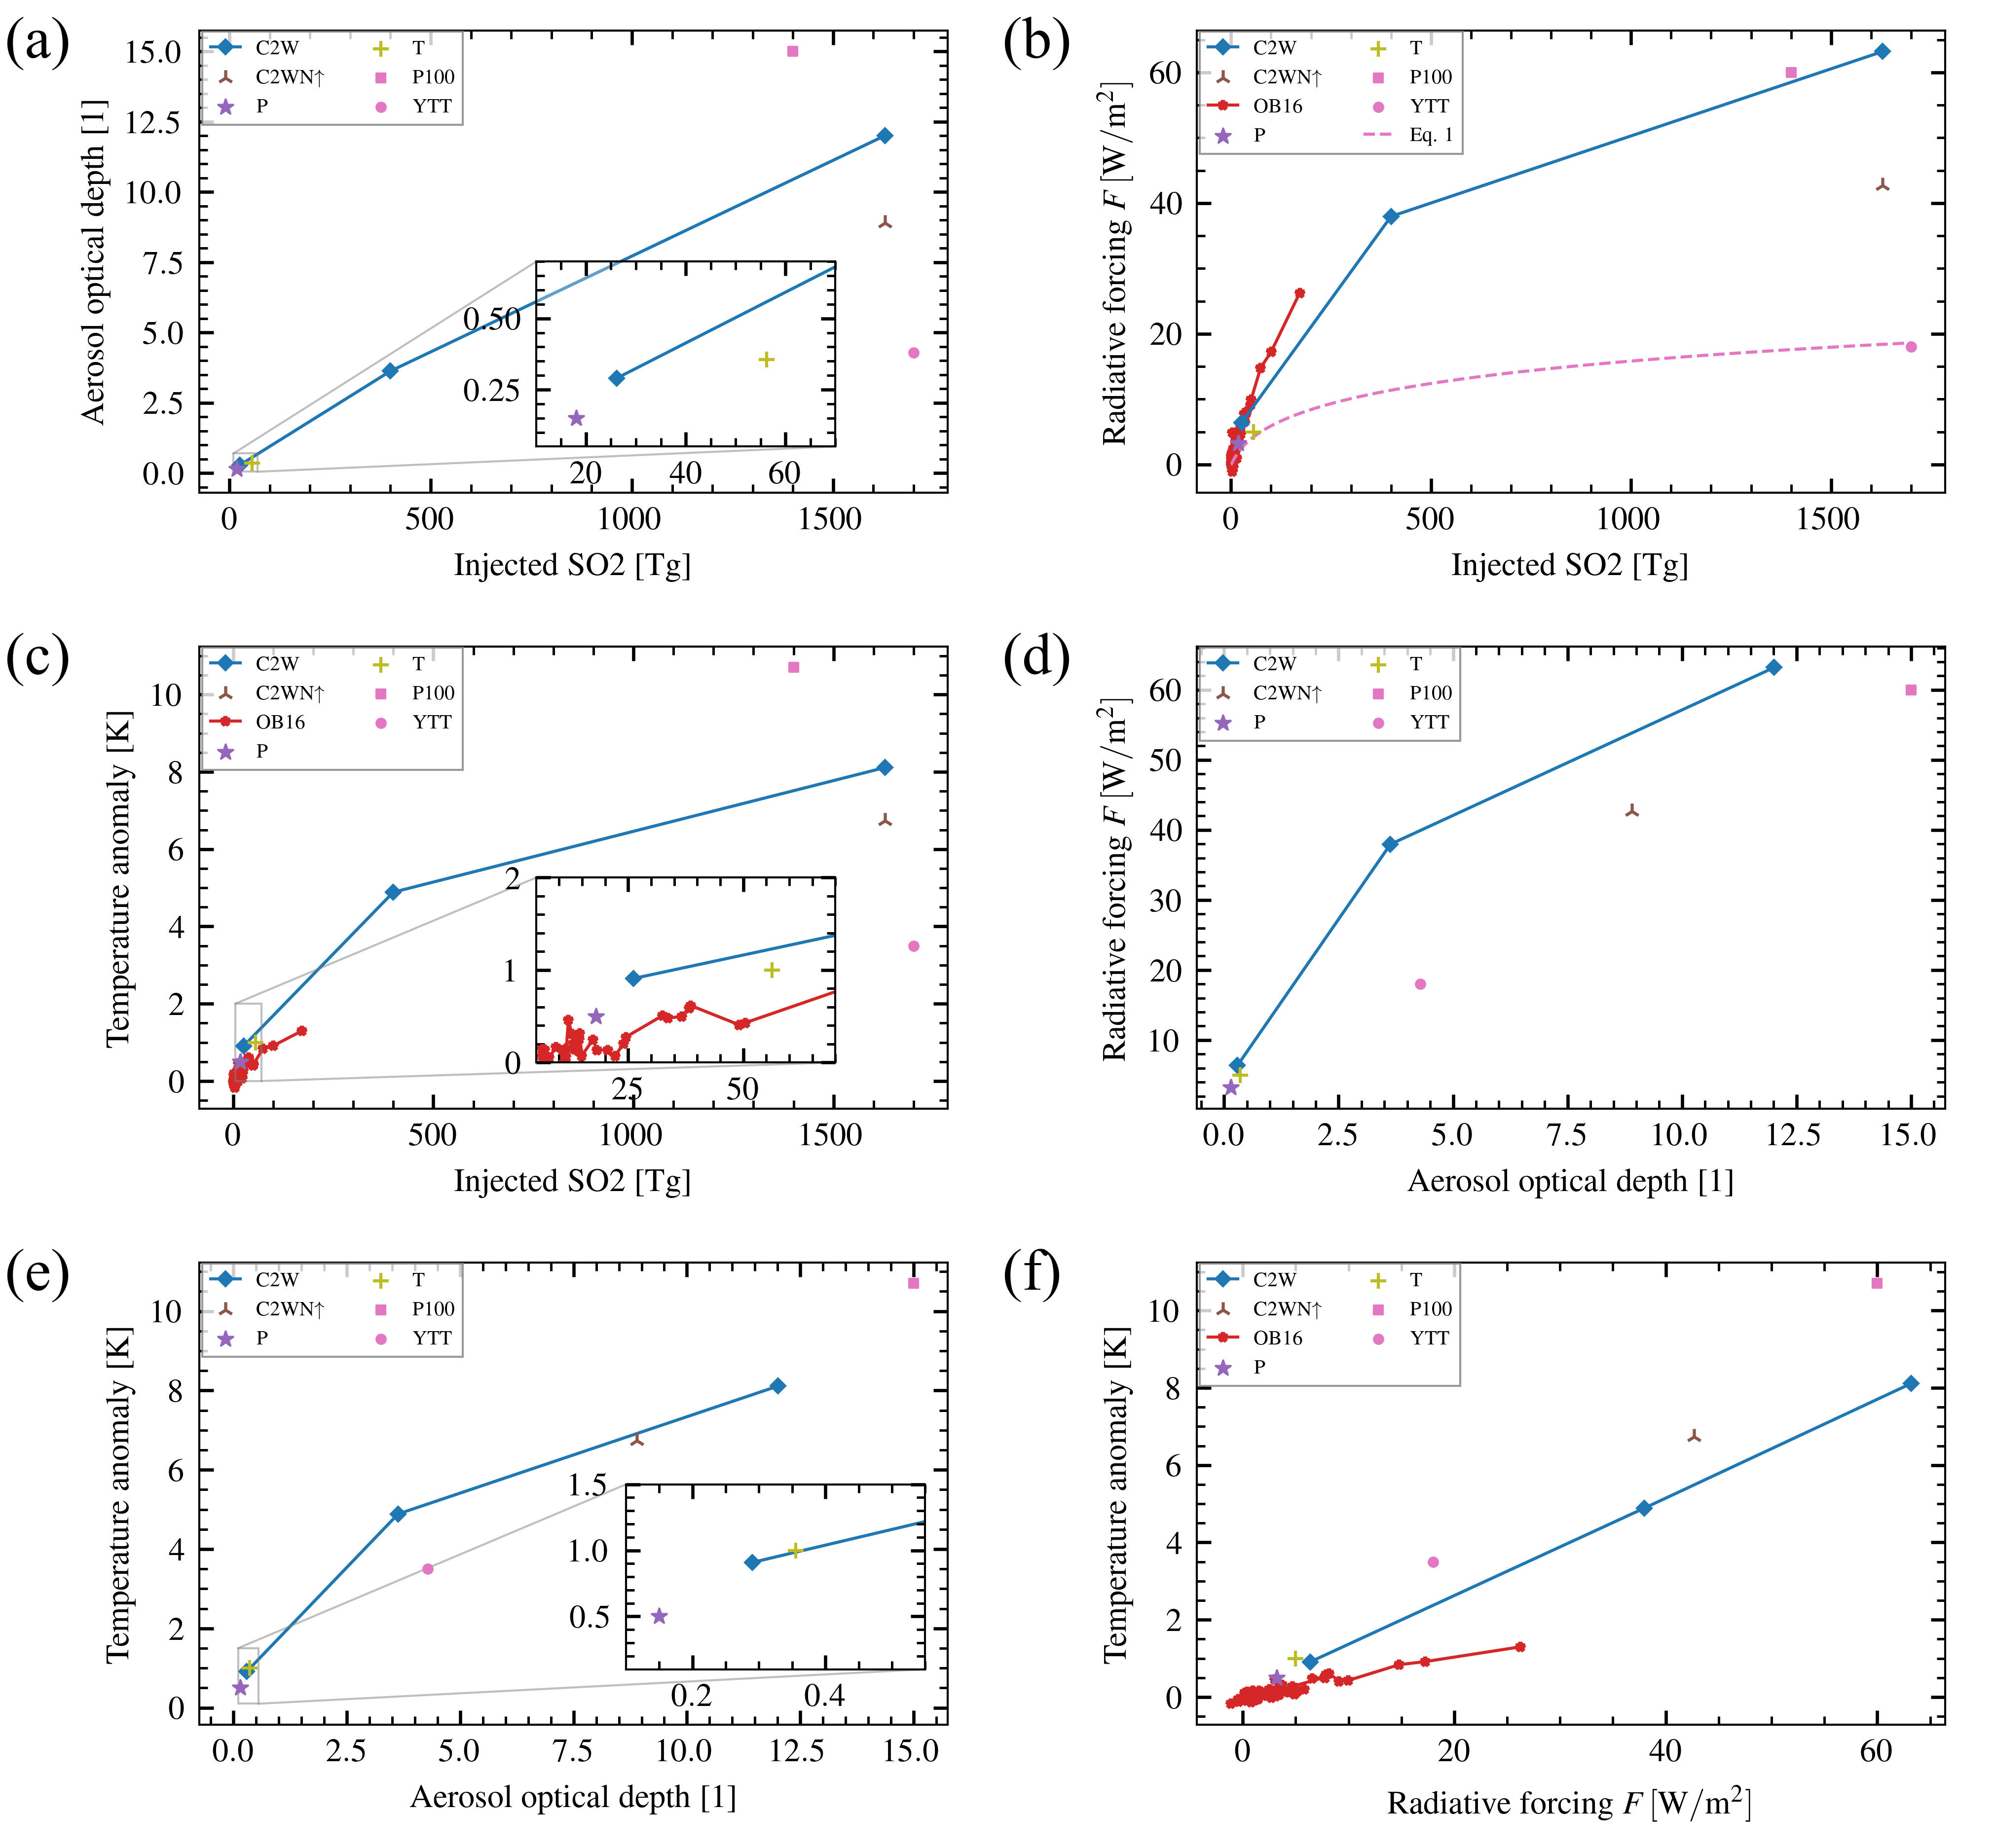 (a)
C2W
C2WN↑
P
T
P100
YTT
15.0
12.5
10.0
7.5
5.0
2.5
0.0
Aerosol optical depth [1]
0.50
0.25
20 40 60
0 500 1000 1500
Injected SO2 [Tg]
(b)
C2W
C2WN↑
OB16
P
T
P100
YTT
Eq. 1
60
40
20
0
Radiative forcing F [W/m²]
0 500 1000 1500
Injected SO2 [Tg]
(c)
C2W
C2WN↑
OB16
P
T
P100
YTT
10
8
6
4
2
0
Temperature anomaly [K]
2
1
0
25 50
0 500 1000 1500
Injected SO2 [Tg]
(d)
C2W
C2WN↑
P
T
P100
YTT
60
50
40
30
20
10
Radiative forcing F [W/m²]
0.0 2.5 5.0 7.5 10.0 12.5 15.0
Aerosol optical depth [1]
(e)
C2W
C2WN↑
P
T
P100
YTT
10
8
6
4
2
0
Temperature anomaly [K]
1.5
1.0
0.5
0.2 0.4
0.0 2.5 5.0 7.5 10.0 12.5 15.0
Aerosol optical depth [1]
(f)
C2W
C2WN↑
OB16
P
T
P100
YTT
10
8
6
4
2
0
Temperature anomaly [K]
0 20 40 60
Radiative forcing F [W/m²]